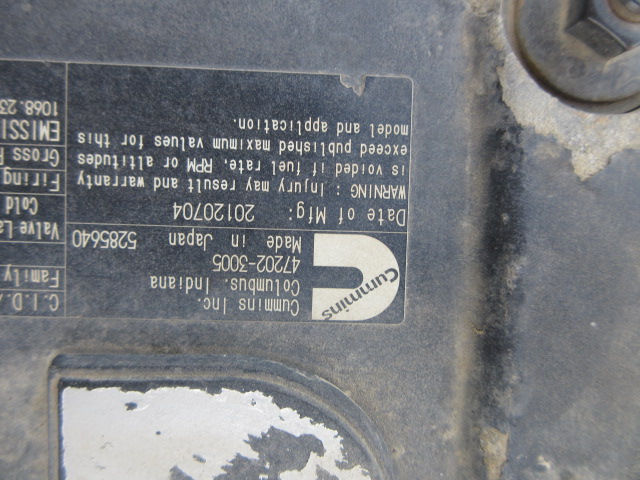 Cummins
Cummins Inc.
Columbus. Indiana
47202-3005
Made in Japan 5285640
Date of Mfg: 20120704
WARNING : Injury may result and warranty
is voided if fuel rate. RPM or altitudes
exceed published maximum values for this
model and application.
C.I.D.
Family
Valve La
Cold
Firing
Gross
EMISSI
1068.23